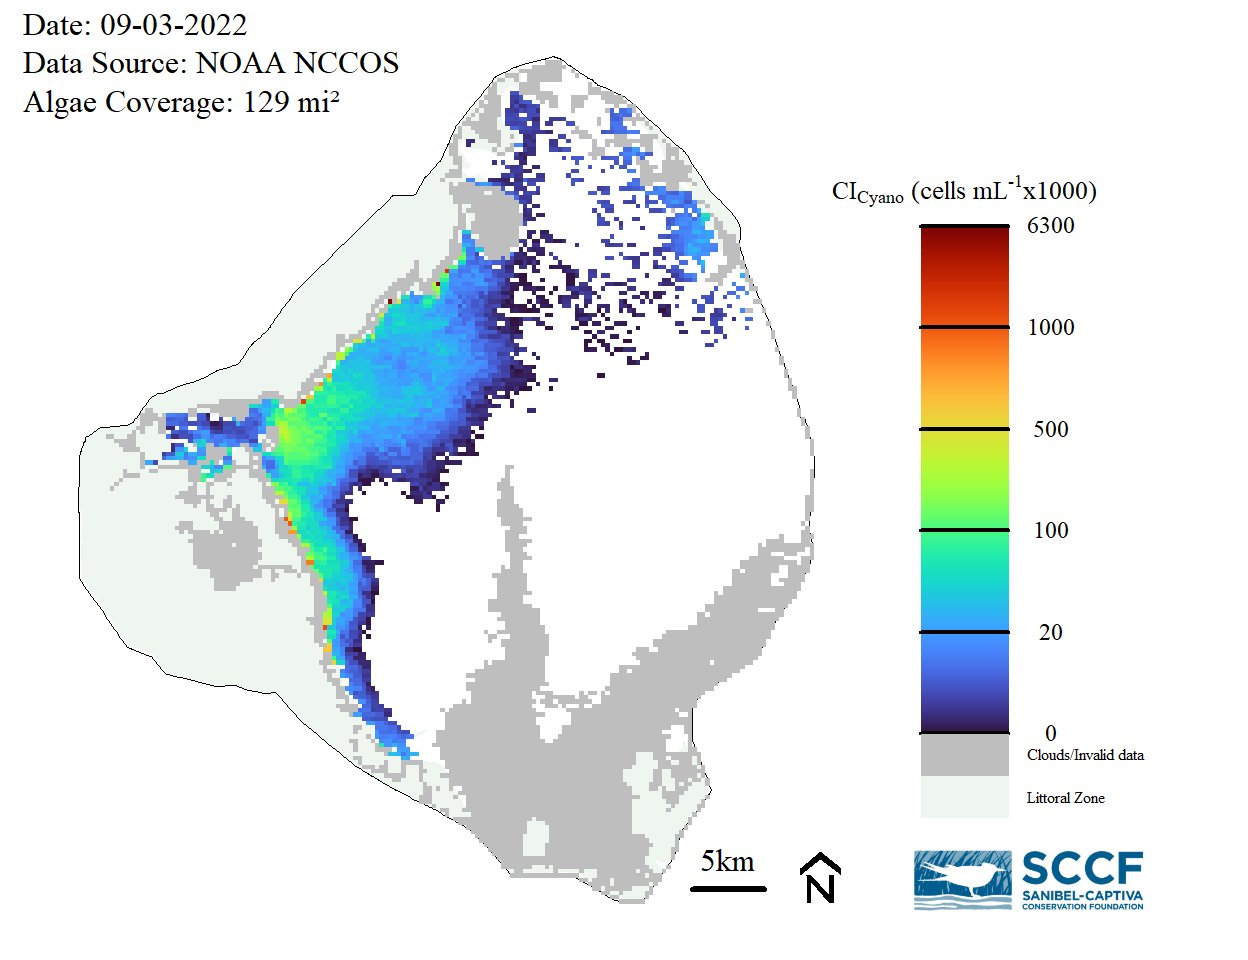 Date: 09-03-2022
Data Source: NOAA NCCOS
Algae Coverage: 129 mi²
CICyano (cells mL-1x1000)
6300
1000
500
100
20
0
Clouds/Invalid data
Littoral Zone
5km
N
SCCF
SANIBEL-CAPTIVA
CONSERVATION FOUNDATION